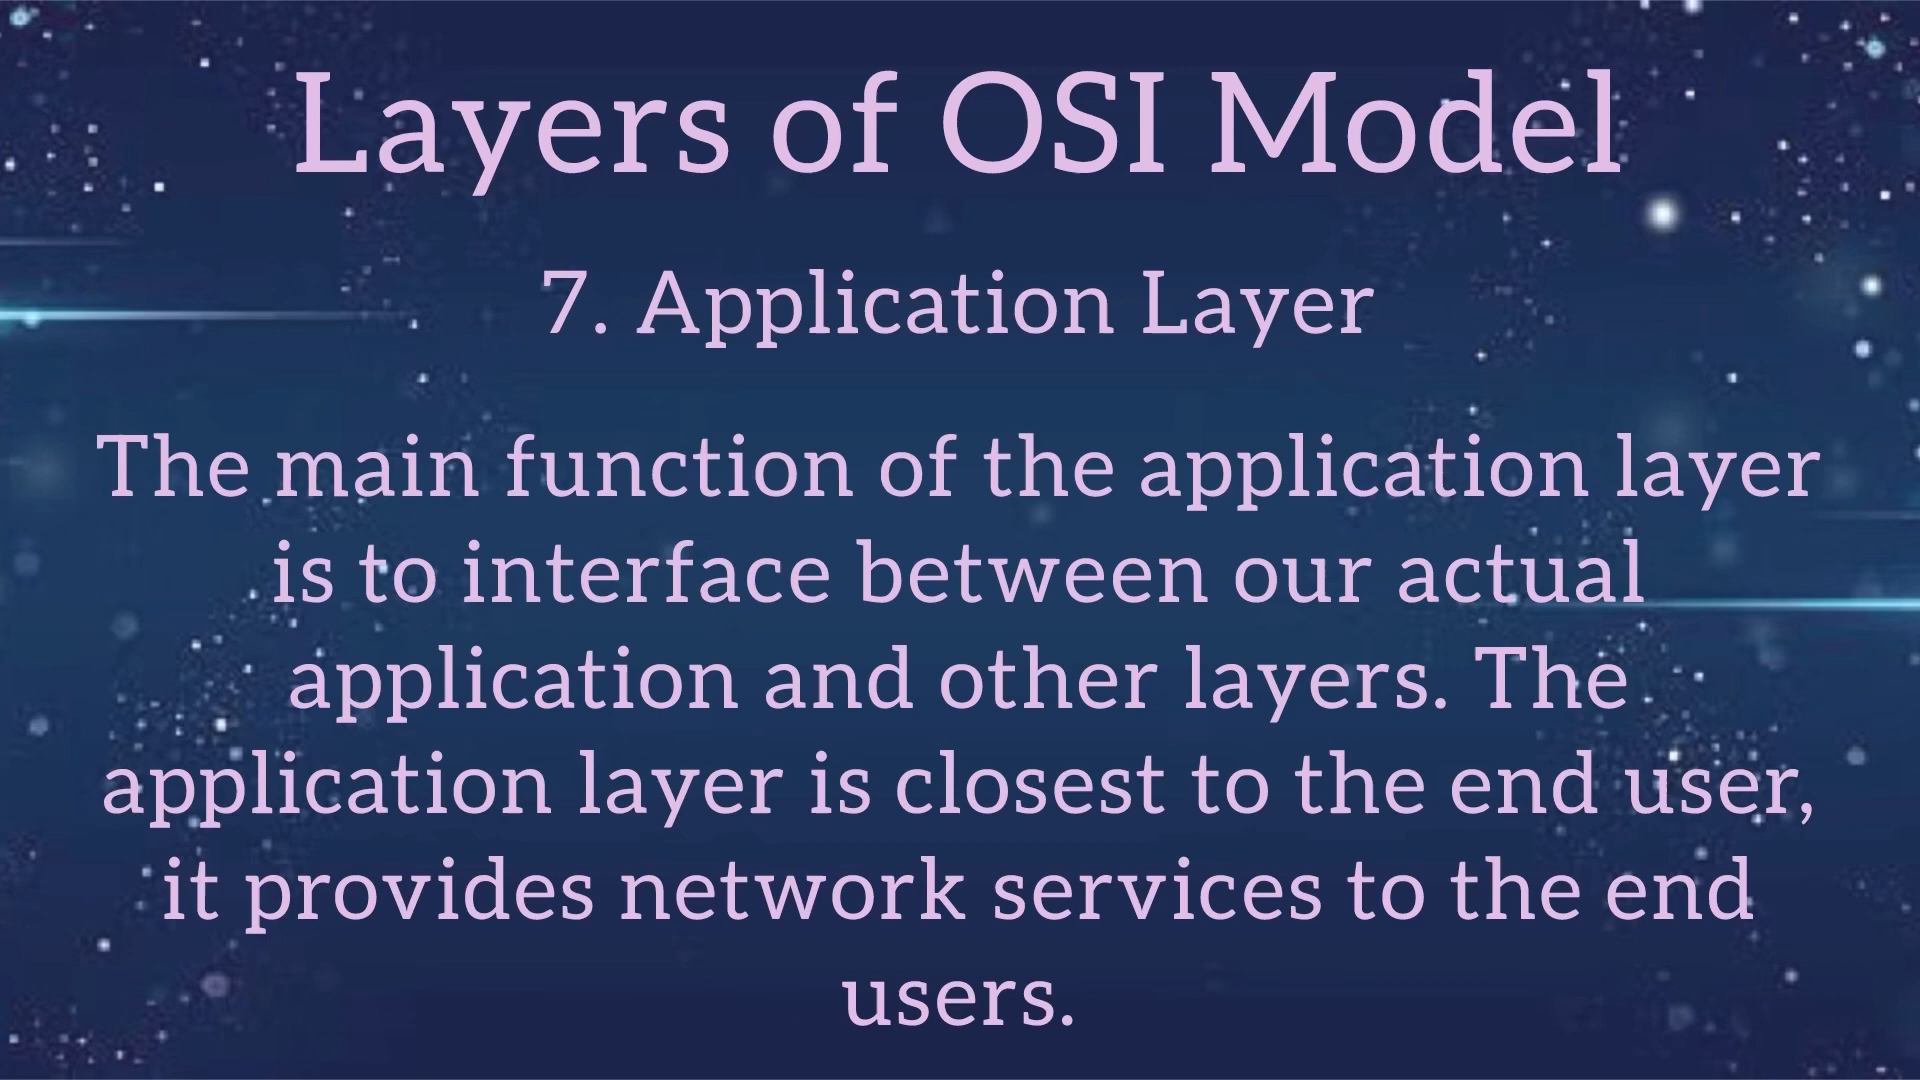 Layers of OSI Model
7. Application Layer
The main function of the application layer
is to interface between our actual
application and other layers. The
application layer is closest to the end user,
it provides network services to the end
users.